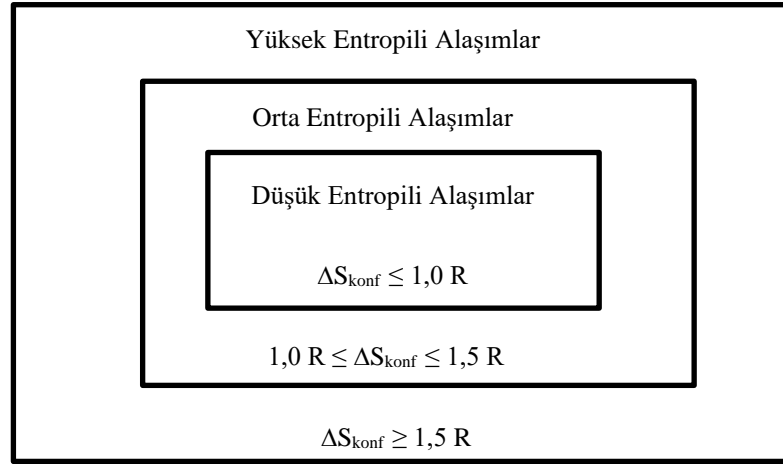 Yüksek Entropili Alaşımlar
Orta Entropili Alaşımlar
Düşük Entropili Alaşımlar
ΔSkonf ≤ 1,0 R
1,0 R ≤ ΔSkonf ≤ 1,5 R
ΔSkonf ≥ 1,5 R